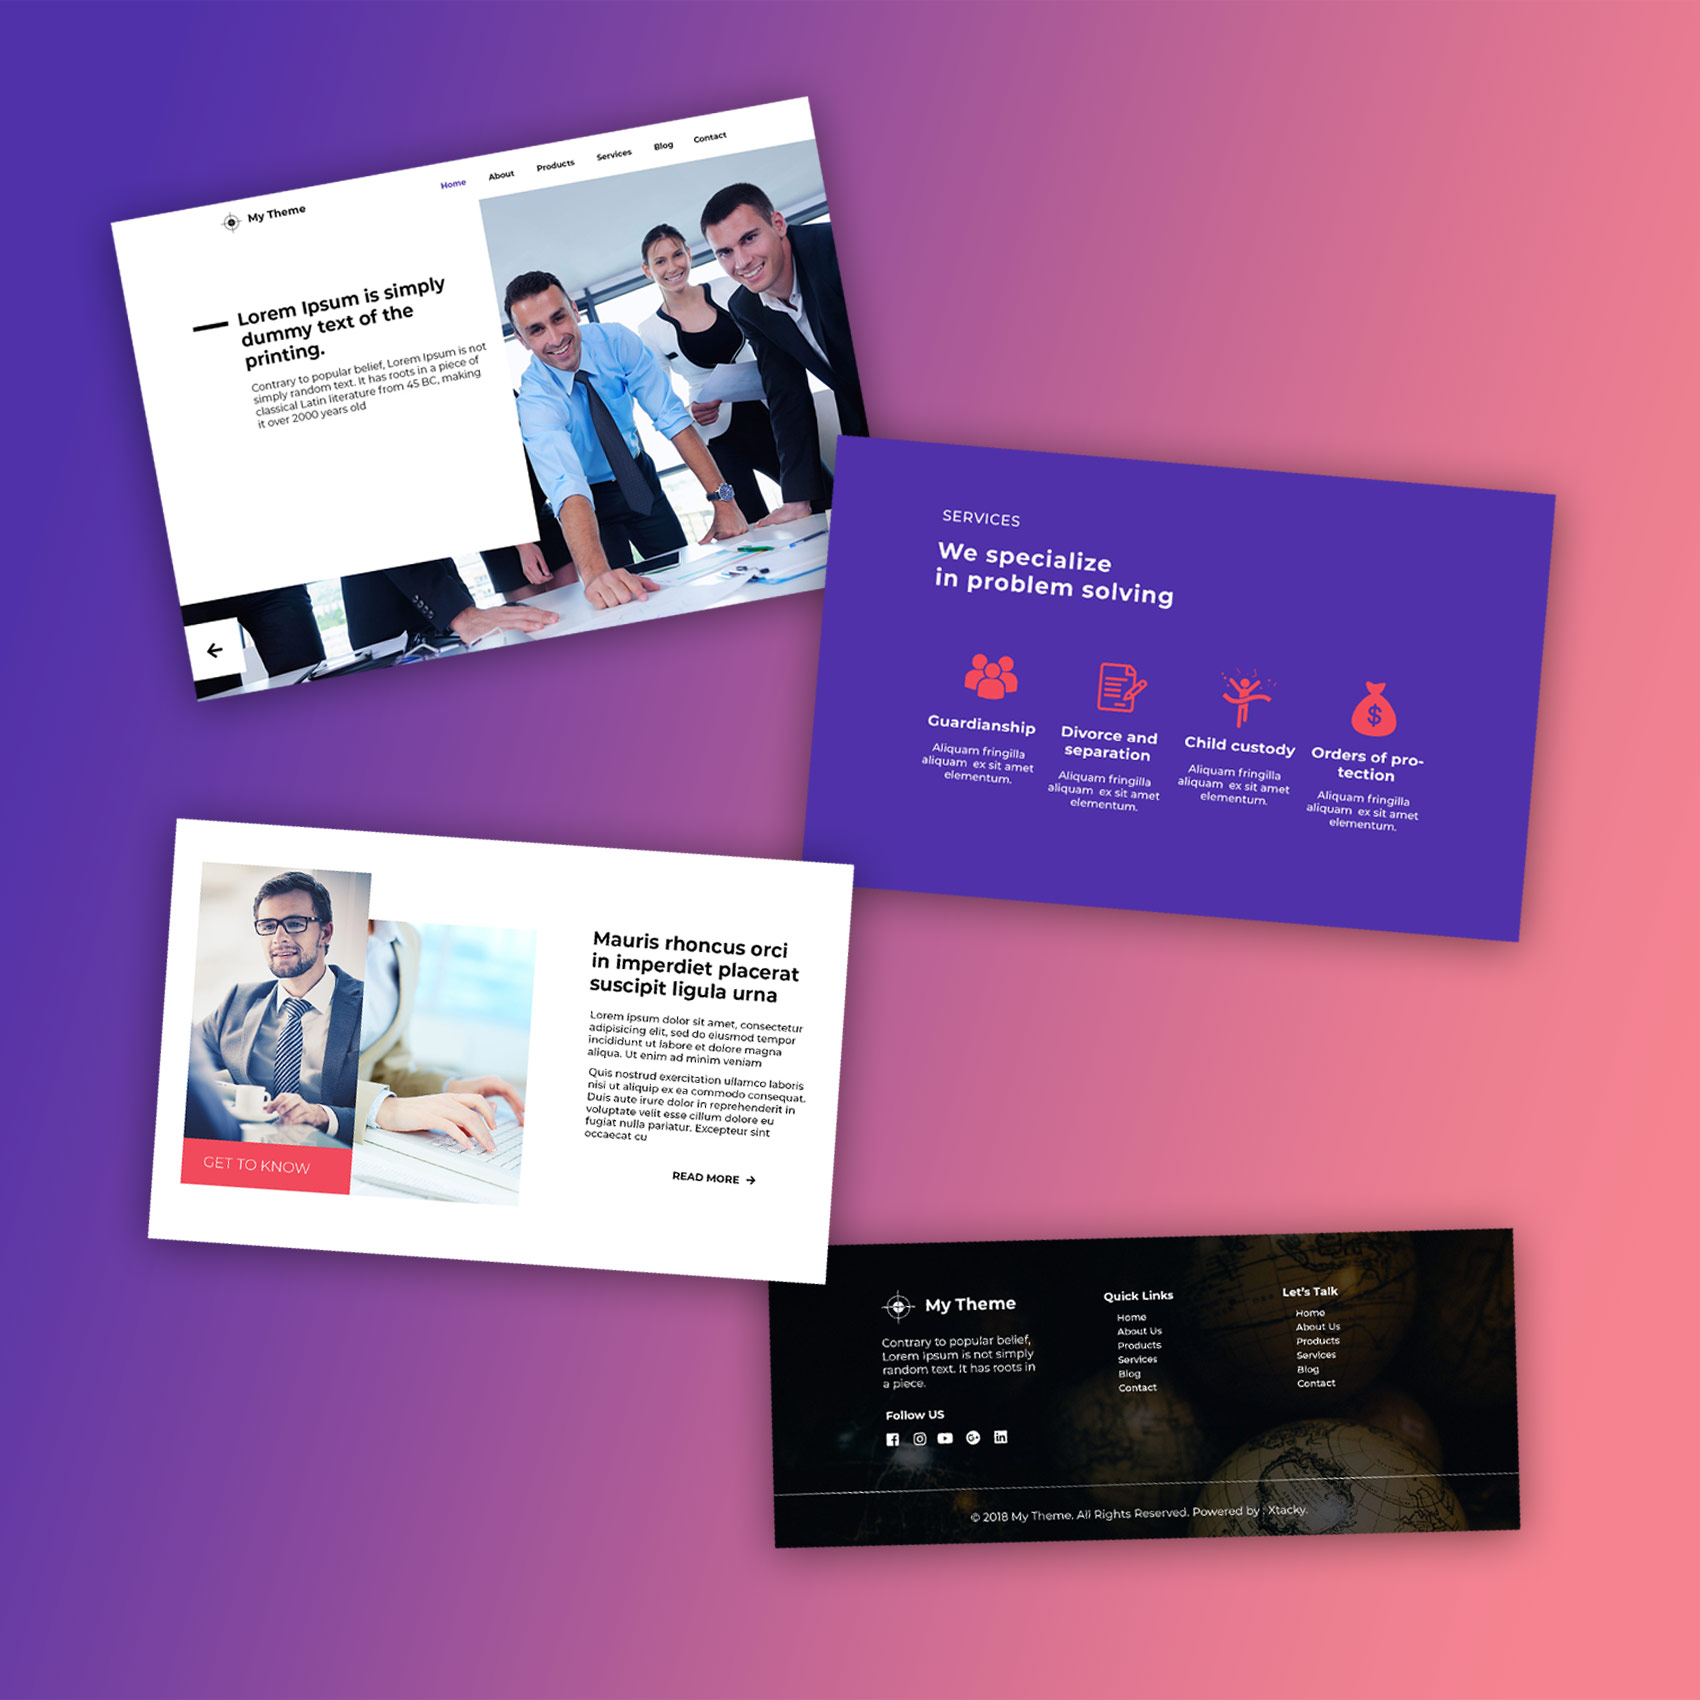 My Theme
Home
About
Products
Services
Blog
Contact
Lorem Ipsum is simply
dummy text of the
printing.
Contrary to popular belief, Lorem Ipsum is not
simply random text. It has roots in a piece of
classical Latin literature from 45 BC, making
it over 2000 years old
SERVICES
We specialize
in problem solving
Guardianship
Aliquam fringilla
aliquam ex sit amet
elementum.
Divorce and
separation
Aliquam fringilla
aliquam ex sit amet
elementum.
Child custody
Aliquam fringilla
aliquam ex sit amet
elementum.
Orders of pro-
tection
Aliquam fringilla
aliquam ex sit amet
elementum.
GET TO KNOW
Mauris rhoncus orci
in imperdiet placerat
suscipit ligula urna
Lorem ipsum dolor sit amet, consectetur
adipisicing elit, sed do eiusmod tempor
incididunt ut labore et dolore magna
aliqua. Ut enim ad minim veniam
Quis nostrud exercitation ullamco laboris
nisi ut aliquip ex ea commodo consequat.
Duis aute irure dolor in reprehenderit in
voluptate velit esse cillum dolore eu
fugiat nulla pariatur. Excepteur sint
occaecat cu
READ MORE
My Theme
Contrary to popular belief,
Lorem Ipsum is not simply
random text. It has roots in
a piece.
Follow US
Quick Links
Home
About Us
Products
Services
Blog
Contact
Let's Talk
Home
About Us
Products
Services
Blog
Contact
© 2018 My Theme. All Rights Reserved. Powered by : Xtacky.